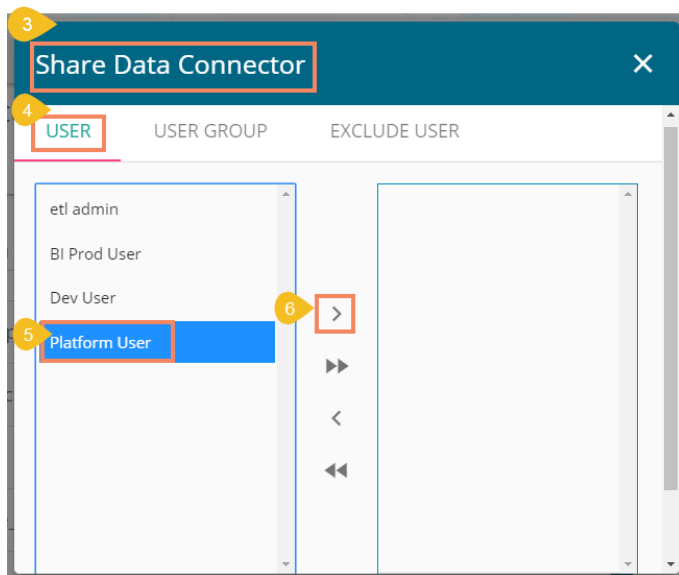 3
Share Data Connector
4
USER USER GROUP EXCLUDE USER
etl admin
BI Prod User
Dev User
6
5
Platform User